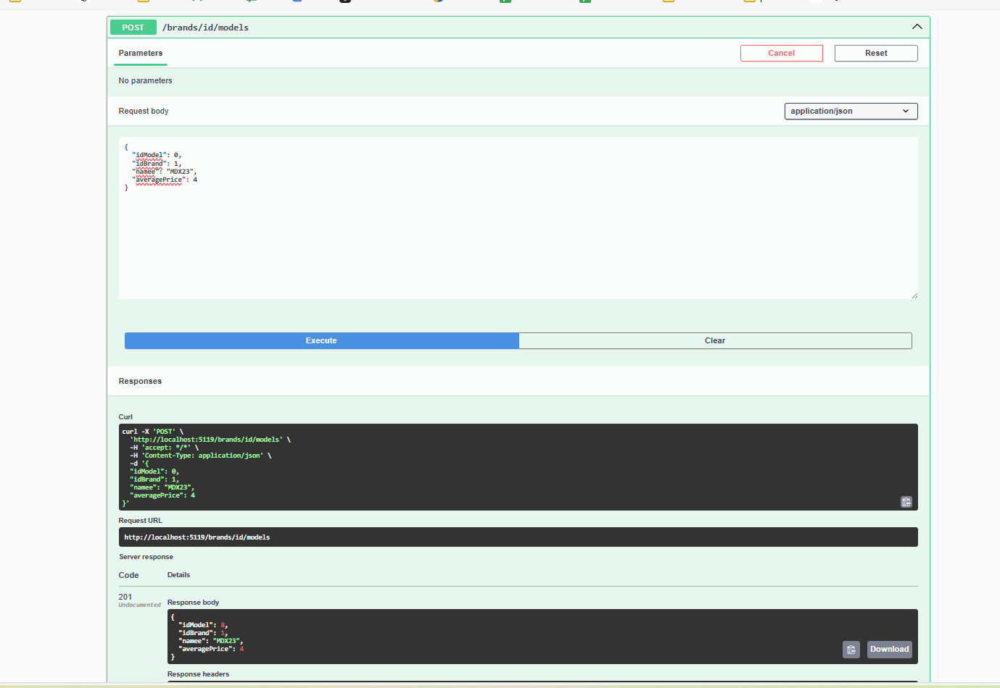 POST /brands/id/models
Parameters
Cancel
Reset
No parameters
Request body
application/json
{
"idModel": 0,
"idBrand": 1,
"namee": "MDX23",
"averagePrice": 4
}
Execute
Clear
Responses
Curl
curl -X 'POST' \
'http://localhost:5119/brands/id/models' \
-H 'accept: */*' \
-H 'Content-Type: application/json' \
-d '{
"idModel": 0,
"idBrand": 1,
"namee": "MDX23",
"averagePrice": 4
}'
Request URL
http://localhost:5119/brands/id/models
Server response
Code Details
201
Undocumented
Response body
{
"idModel": 8,
"idBrand": 1,
"namee": "MDX23",
"averagePrice": 4
}
Download
Response headers